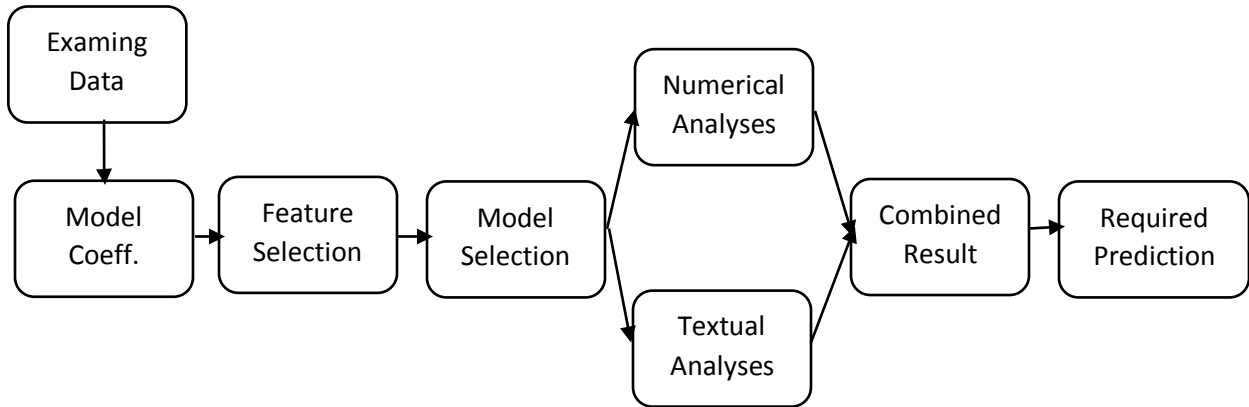 Examing
Data
Model
Coeff.
Feature
Selection
Model
Selection
Numerical
Analyses
Textual
Analyses
Combined
Result
Required
Prediction